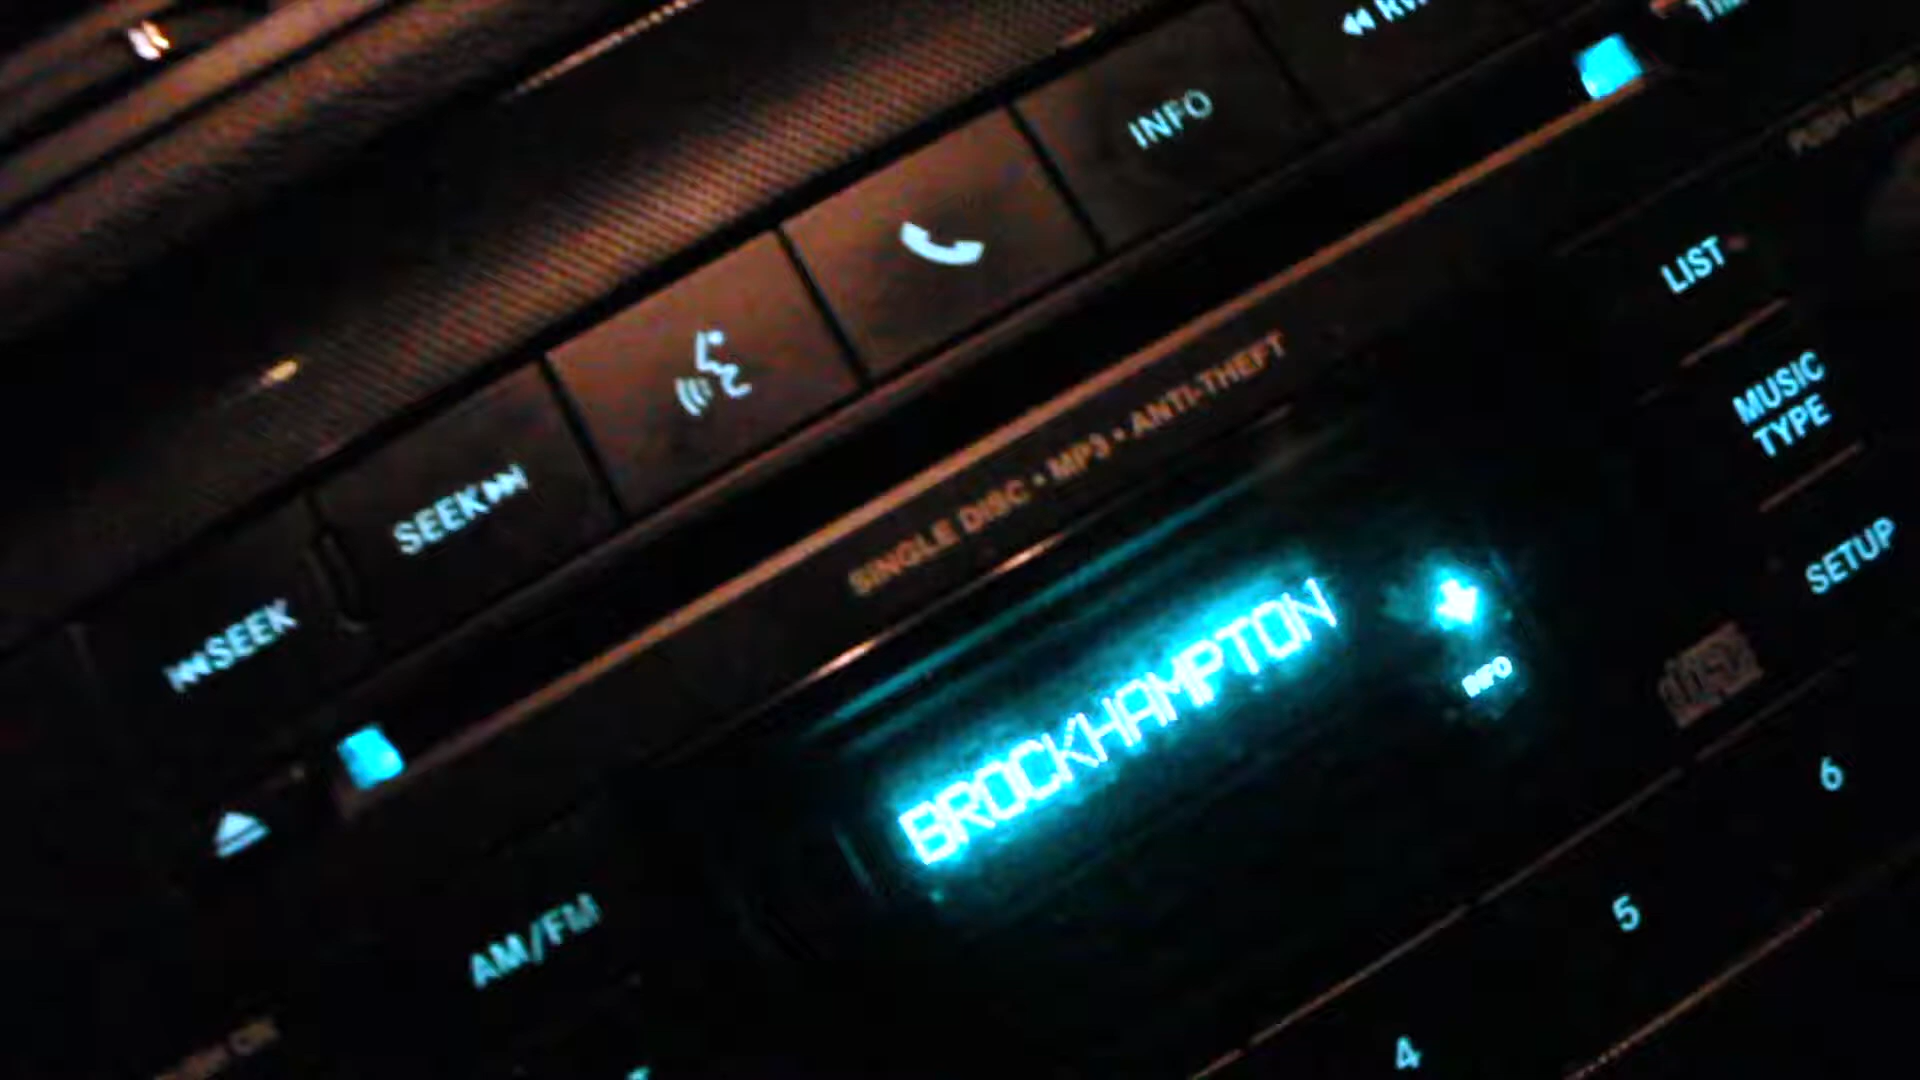 RW
INFO
SEEK
SEEK
SINGLE DISC • MP3 • ANTI-THEFT
LIST
MUSIC
TYPE
SETUP
BROCKHAMPTON
INFO
AM/FM
6
5
4